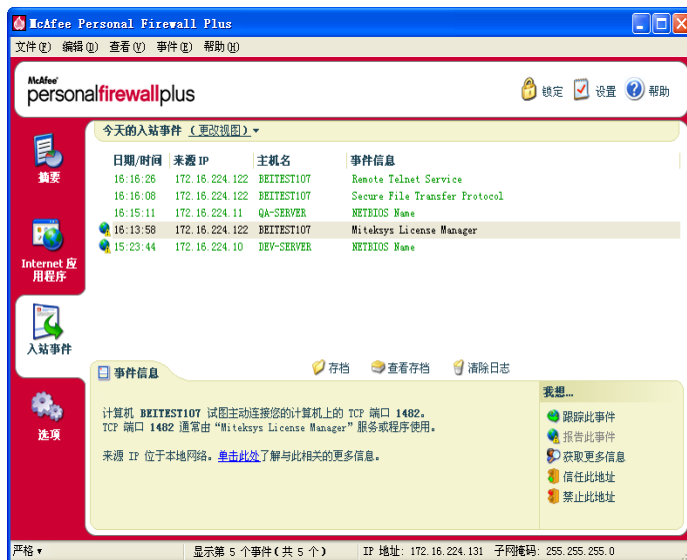 McAfee Personal Firewall Plus
文件(F) 编辑(D) 查看(V) 事件(E) 帮助(H)
McAfee®
personalfirewallplus
锁定 设置 帮助
摘要
Internet 应
用程序
入站事件
选项
今天的入站事件 (更改视图)
日期/时间 来源 IP 主机名 事件信息
16:16:26 172.16.224.122 BEITEST107 Remote Telnet Service
16:16:08 172.16.224.122 BEITEST107 Secure File Transfer Protocol
16:15:11 172.16.224.11 QA-SERVER NETBIOS Name
16:13:58 172.16.224.122 BEITEST107 Miteksys License Manager
15:23:44 172.16.224.10 DEV-SERVER NETBIOS Name
事件信息 存档 查看存档 清除日志
计算机 BEITEST107 试图主动连接您的计算机上的 TCP 端口 1482。
TCP 端口 1482 通常由“Miteksys License Manager”服务或程序使用。
来源 IP 位于本地网络。单击此处了解与此相关的更多信息。
我想...
跟踪此事件
报告此事件
获取更多信息
信任此地址
禁止此地址
严格 显示第 5 个事件(共 5 个) IP 地址: 172.16.224.131 子网掩码: 255.255.255.0